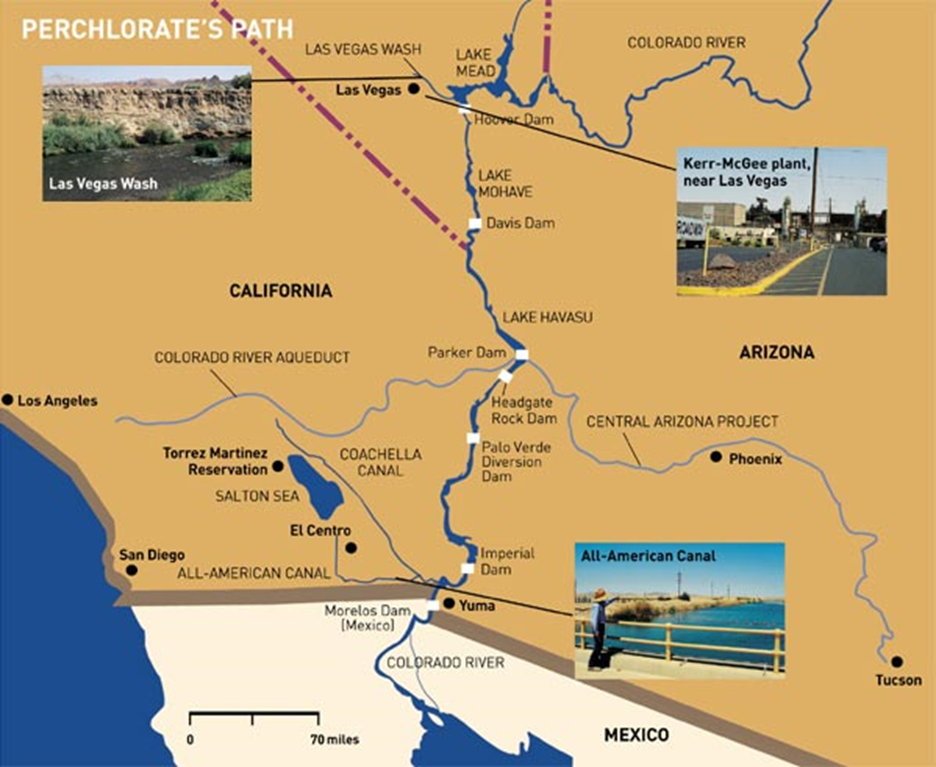 PERCHLORATE'S PATH
LAS VEGAS WASH
LAKE
MEAD
COLORADO RIVER
Las Vegas
Hoover Dam
Las Vegas Wash
Kerr-McGee plant,
near Las Vegas
ROADWAY
LAKE
MOHAVE
Davis Dam
CALIFORNIA
LAKE HAVASU
Parker Dam
ARIZONA
COLORADO RIVER AQUEDUCT
Los Angeles
Headgate
Rock Dam
CENTRAL ARIZONA PROJECT
Torrez Martinez
Reservation
COACHELLA
CANAL
Palo Verde
Diversion
Dam
Phoenix
SALTON SEA
El Centro
San Diego
Imperial
Dam
All-American Canal
ALL-AMERICAN CANAL
Morelos Dam
(Mexico)
Yuma
COLORADO RIVER
Tucson
0
70 miles
MEXICO